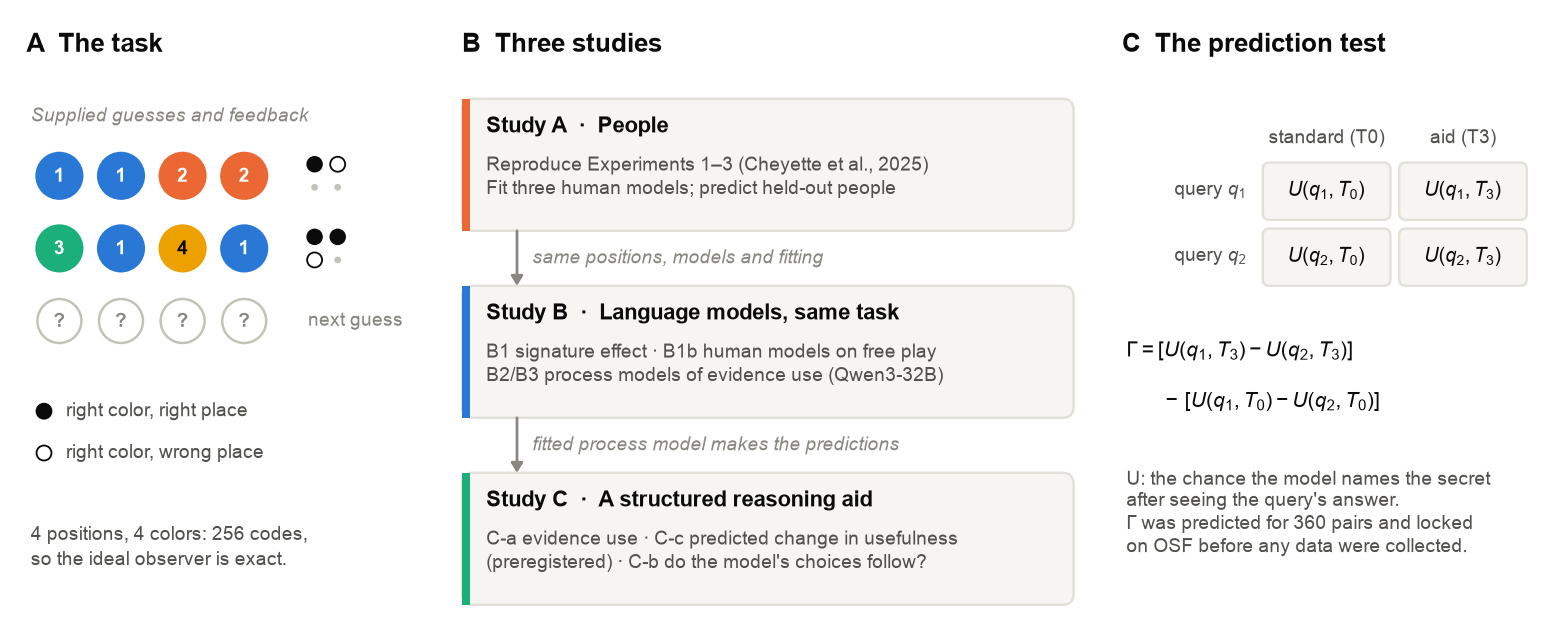 A The task
Supplied guesses and feedback
1 1 2 2
3 1 4 1
? ? ? ? next guess
right color, right place
right color, wrong place
4 positions, 4 colors: 256 codes,
so the ideal observer is exact.
B Three studies
Study A · People
Reproduce Experiments 1–3 (Cheyette et al., 2025)
Fit three human models; predict held-out people
same positions, models and fitting
Study B · Language models, same task
B1 signature effect · B1b human models on free play
B2/B3 process models of evidence use (Qwen3-32B)
fitted process model makes the predictions
Study C · A structured reasoning aid
C-a evidence use · C-c predicted change in usefulness
(preregistered) · C-b do the model's choices follow?
C The prediction test
standard (T0) aid (T3)
query q₁ U(q₁, T₀) U(q₁, T₃)
query q₂ U(q₂, T₀) U(q₂, T₃)
Γ = [U(q₁, T₃) − U(q₂, T₃)]
− [U(q₁, T₀) − U(q₂, T₀)]
U: the chance the model names the secret
after seeing the query's answer.
Γ was predicted for 360 pairs and locked
on OSF before any data were collected.